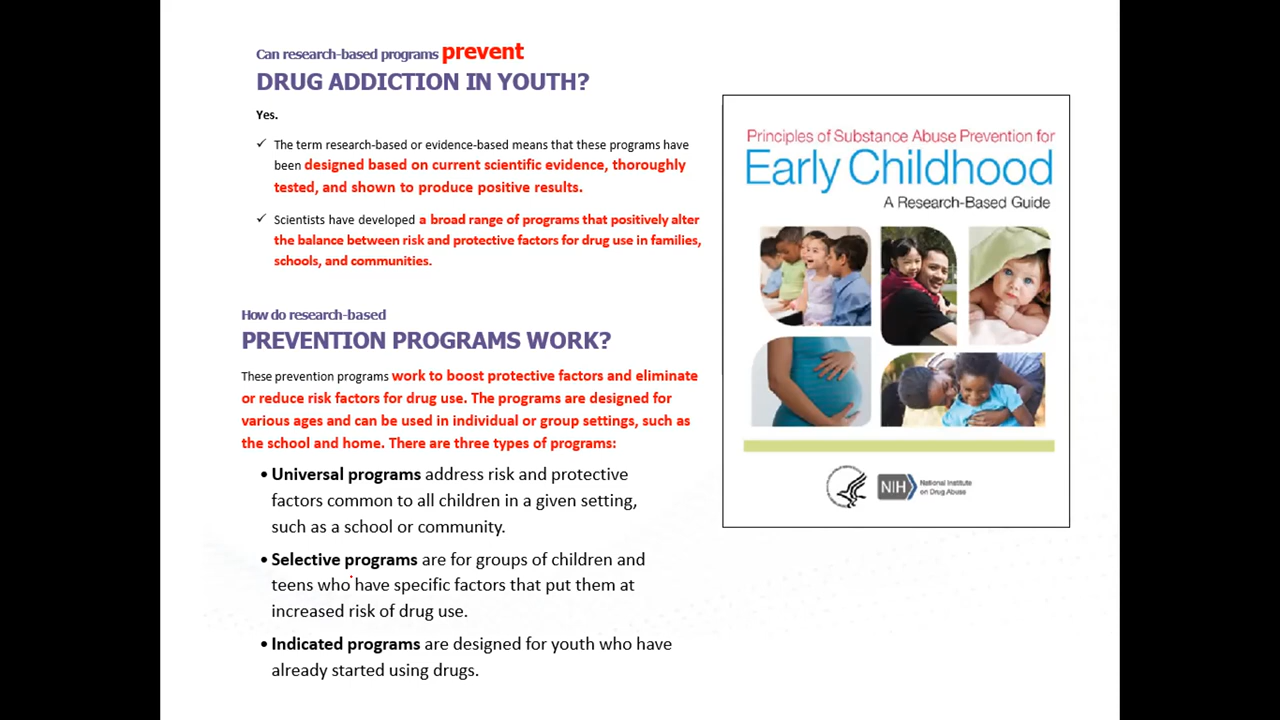 Can research-based programs prevent
DRUG ADDICTION IN YOUTH?
Yes.
✓ The term research-based or evidence-based means that these programs have
been designed based on current scientific evidence, thoroughly
tested, and shown to produce positive results.
✓ Scientists have developed a broad range of programs that positively alter
the balance between risk and protective factors for drug use in families,
schools, and communities.
How do research-based
PREVENTION PROGRAMS WORK?
These prevention programs work to boost protective factors and eliminate
or reduce risk factors for drug use. The programs are designed for
various ages and can be used in individual or group settings, such as
the school and home. There are three types of programs:
• Universal programs address risk and protective
factors common to all children in a given setting,
such as a school or community.
• Selective programs are for groups of children and
teens who have specific factors that put them at
increased risk of drug use.
• Indicated programs are designed for youth who have
already started using drugs.
Principles of Substance Abuse Prevention for
Early Childhood
A Research-Based Guide
NIH National Institute
on Drug Abuse